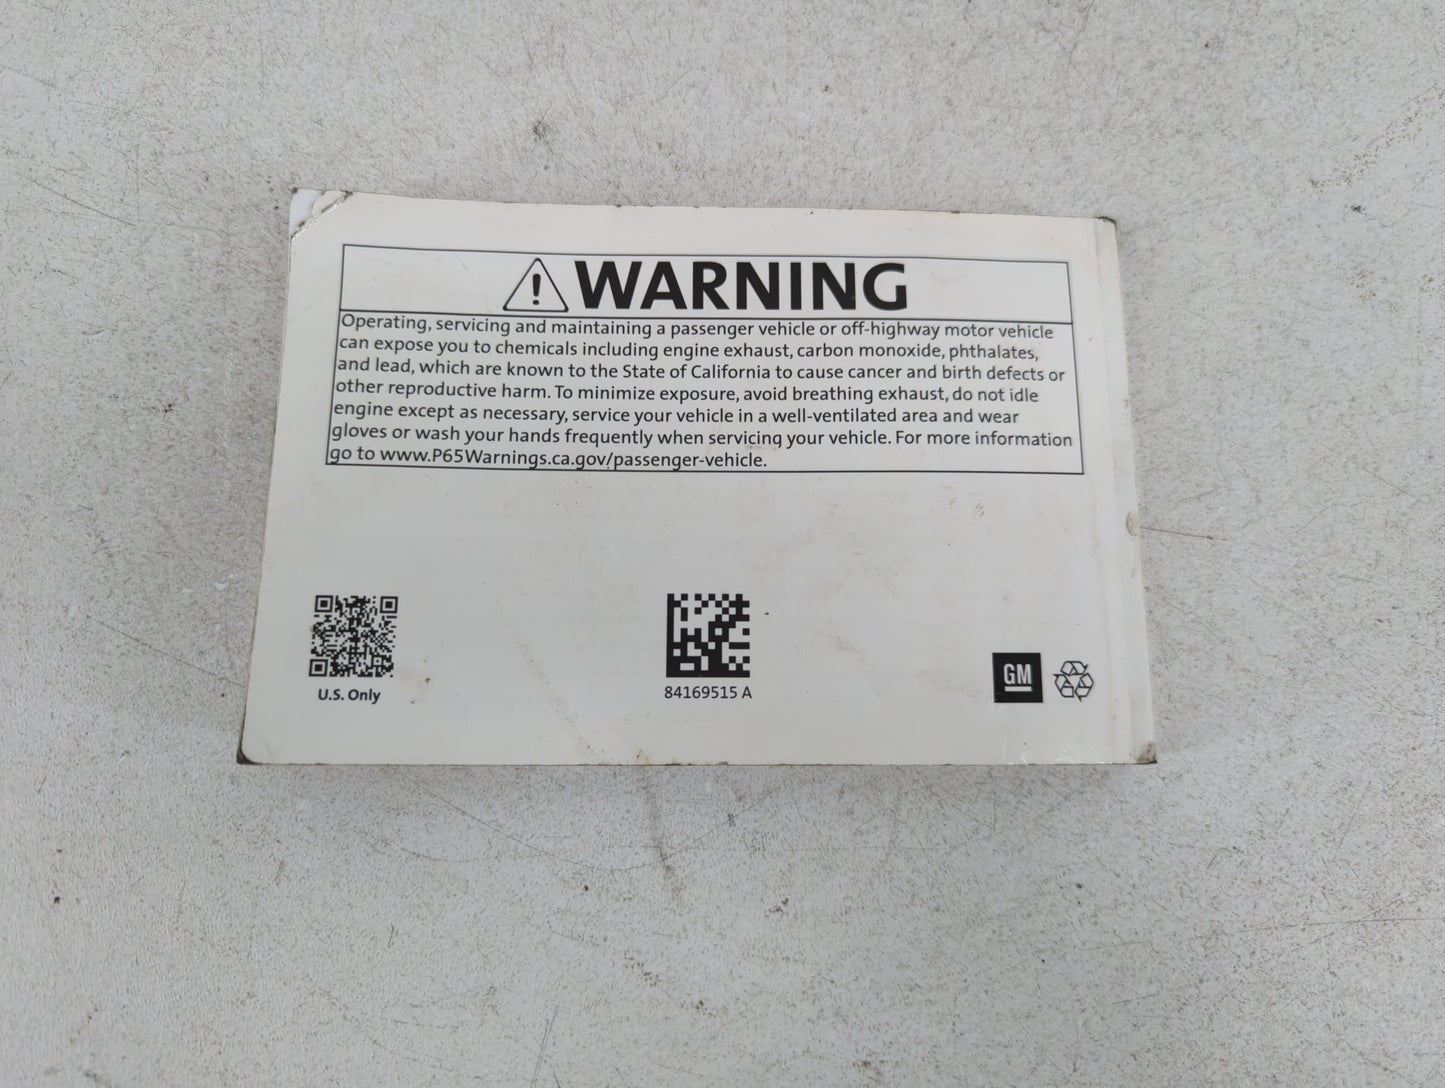 WARNING
Operating, servicing and maintaining a passenger vehicle or off-highway motor vehicle
can expose you to chemicals including engine exhaust, carbon monoxide, phthalates,
and lead, which are known to the State of California to cause cancer and birth defects or
other reproductive harm. To minimize exposure, avoid breathing exhaust, do not idle
engine except as necessary, service your vehicle in a well-ventilated area and wear
gloves or wash your hands frequently when servicing your vehicle. For more information
go to www.P65Warnings.ca.gov/passenger-vehicle.
U.S. Only
84169515 A
GM